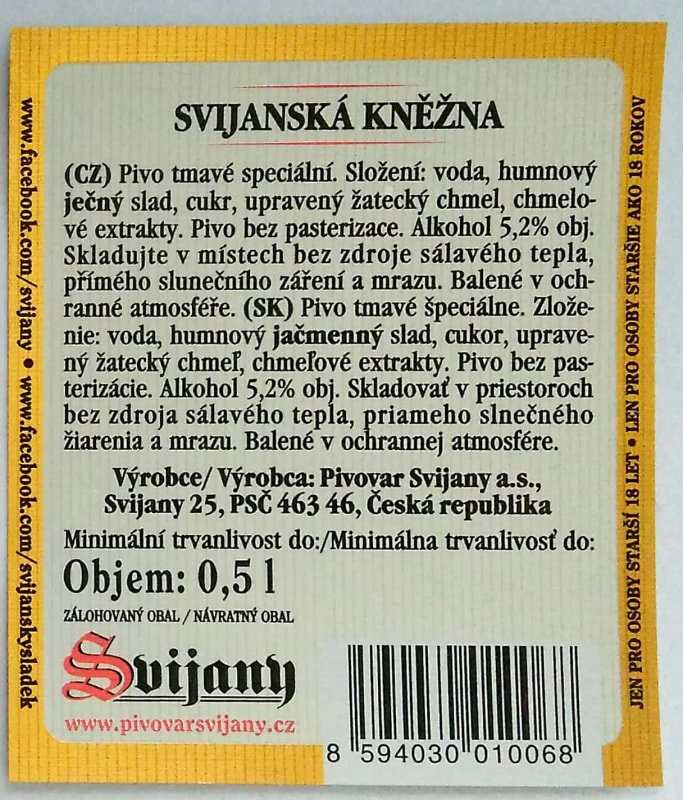 SVIJANSKÁ KNĚŽNA
(CZ) Pivo tmavé speciální. Složení: voda, humnový
ječný slad, cukr, upravený žatecký chmel, chmelo-
vé extrakty. Pivo bez pasterizace. Alkohol 5,2% obj.
Skladujte v místech bez zdroje sálavého tepla,
přímého slunečního záření a mrazu. Balené v och-
ranné atmosféře. (SK) Pivo tmavé špeciálne. Zlože-
nie: voda, humnový jačmenný slad, cukor, uprave-
ný žatecký chmeľ, chmeľové extrakty. Pivo bez pas-
terizácie. Alkohol 5,2% obj. Skladovať v priestoroch
bez zdroja sálavého tepla, priameho slnečného
žiarenia a mrazu. Balené v ochrannej atmosfére.
Výrobce/ Výrobca: Pivovar Svijany a.s.,
Svijany 25, PSČ 463 46, Česká republika
Minimální trvanlivost do:/Minimálna trvanlivosť do:
Objem: 0,5 l
ZÁLOHOVANÝ OBAL / NÁVRATNÝ OBAL
Svijany
www.pivovarsvijany.cz
8 594030 010068
www.facebook.com/svijany • www.facebook.com/svijanskysladek
JEN PRO OSOBY STARŠÍ 18 LET • LEN PRO OSOBY STARŠIE AKO 18 ROKOV